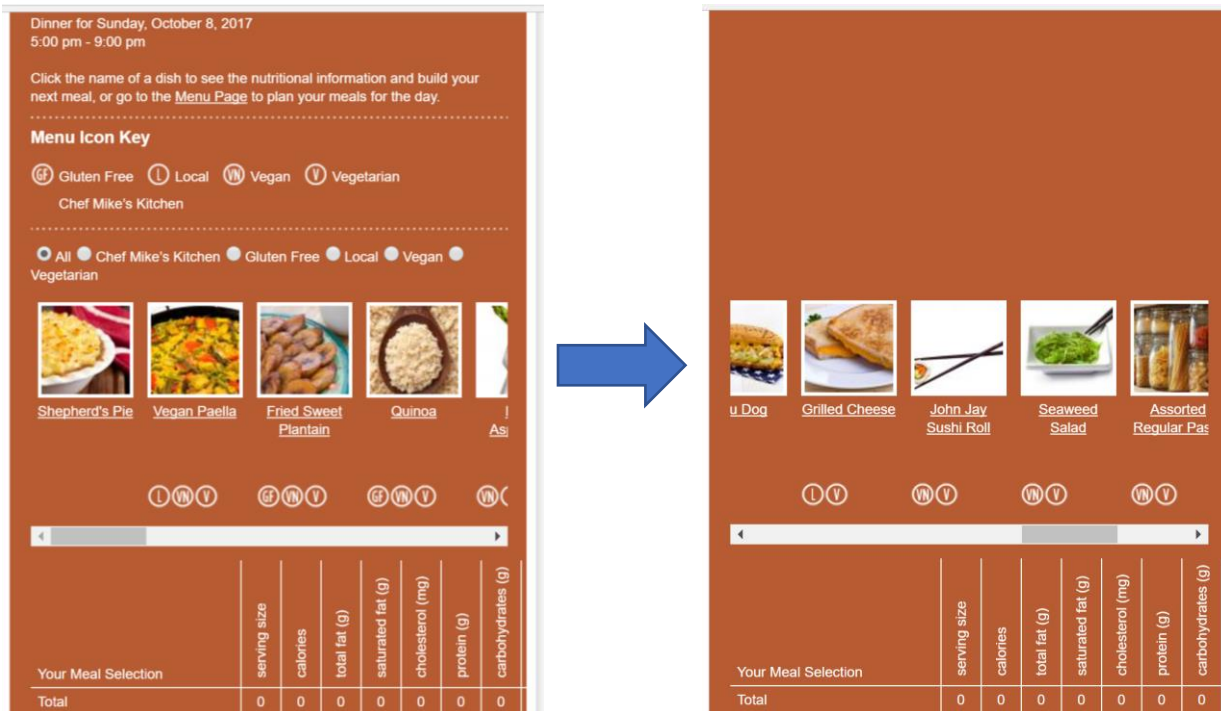 Dinner for Sunday, October 8, 2017
5:00 pm - 9:00 pm
Click the name of a dish to see the nutritional information and build your
next meal, or go to the Menu Page to plan your meals for the day.
Menu Icon Key
GF Gluten Free L Local VN Vegan V Vegetarian
Chef Mike's Kitchen
All Chef Mike's Kitchen Gluten Free Local Vegan
Vegetarian
Shepherd's Pie Vegan Paella Fried Sweet Quinoa
Plantain
L VN V GF VN V GF VN V VN
serving size
calories
total fat (g)
saturated fat (g)
cholesterol (mg)
protein (g)
carbohydrates (g)
Your Meal Selection
Total 0 0 0 0 0 0 0
u Dog Grilled Cheese John Jay Seaweed Assorted
Sushi Roll Salad Regular Pas
L V VN V VN V VN V
serving size
calories
total fat (g)
saturated fat (g)
cholesterol (mg)
protein (g)
carbohydrates (g)
Your Meal Selection
Total 0 0 0 0 0 0 0